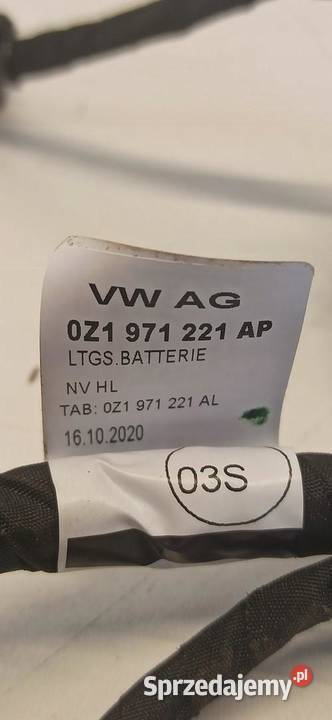 VW AG
0Z1 971 221 AP
LTGS.BATTERIE
NV HL
TAB: 0Z1 971 221 AL
16.10.2020
03S
Sprzedajemy.pl